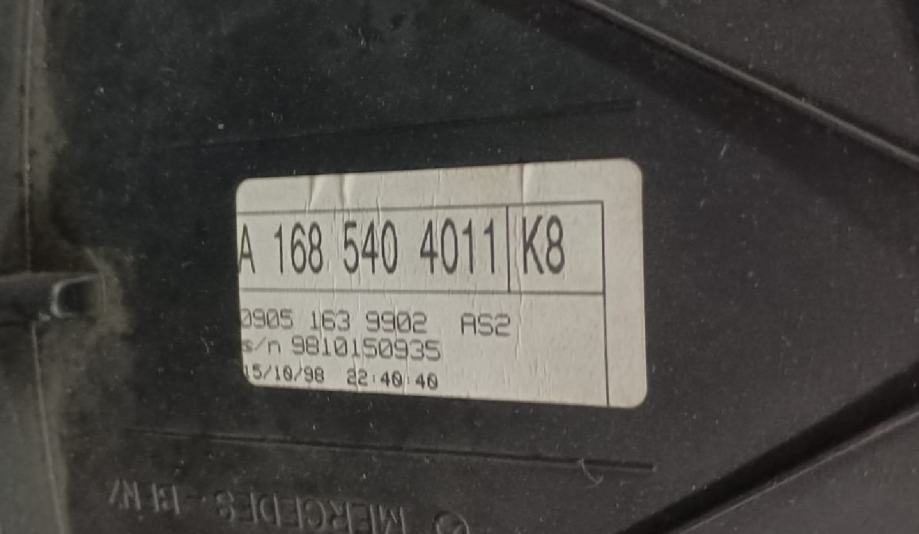 A 168 540 4011 K8
0905 163 9902 AS2
s/n 9810150935
15/10/98 22:40:40
MERCEDES-BENZ